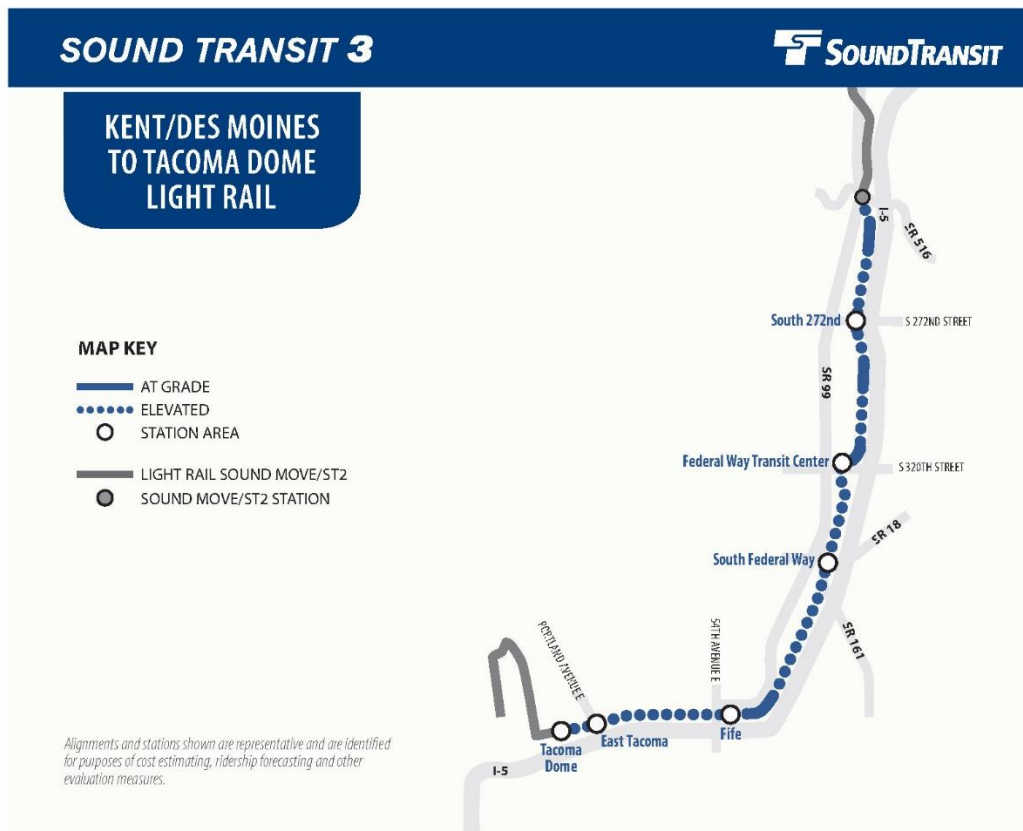 SOUND TRANSIT 3
SOUNDTRANSIT
KENT/DES MOINES
TO TACOMA DOME
LIGHT RAIL
I-5
SR 516
South 272nd
S 272ND STREET
MAP KEY
AT GRADE
ELEVATED
STATION AREA
LIGHT RAIL SOUND MOVE/ST2
SOUND MOVE/ST2 STATION
SR 99
Federal Way Transit Center
S 320TH STREET
SR 18
South Federal Way
SR 161
PORTLAND AVENUE E
54TH AVENUE E
Tacoma
Dome
East Tacoma
Fife
I-5
Alignments and stations shown are representative and are identified
for purposes of cost estimating, ridership forecasting and other
evaluation measures.